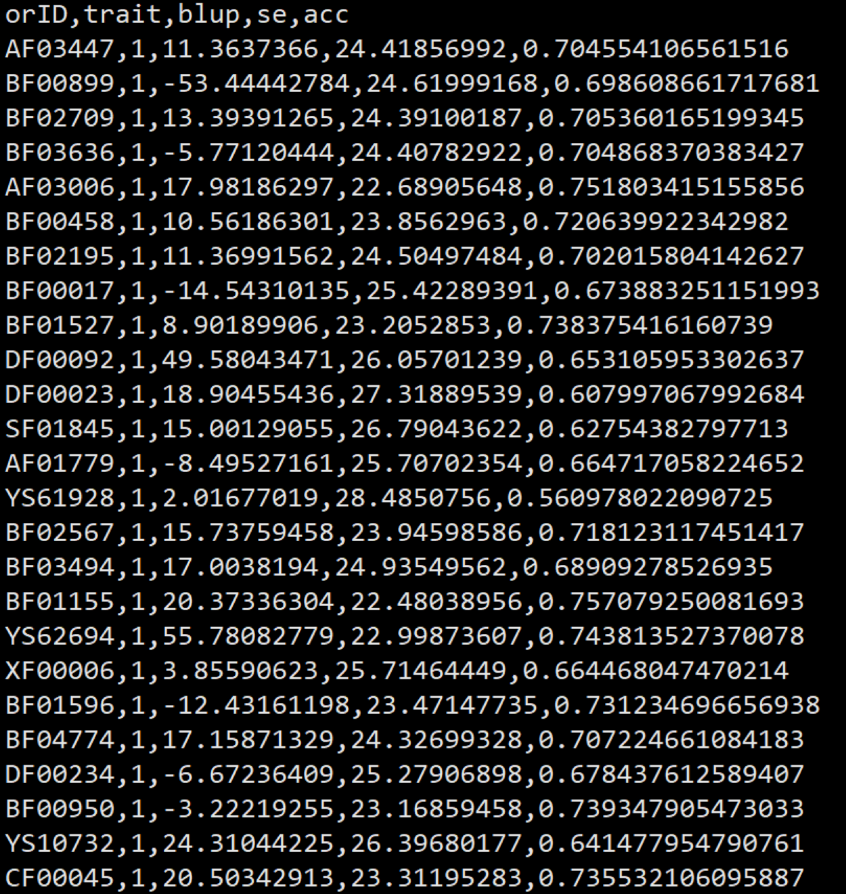 orID,trait,blup,se,acc
AF03447,1,11.3637366,24.41856992,0.704554106561516
BF00899,1,-53.44442784,24.61999168,0.698608661717681
BF02709,1,13.39391265,24.39100187,0.705360165199345
BF03636,1,-5.77120444,24.40782922,0.704868370383427
AF03006,1,17.98186297,22.68905648,0.751803415155856
BF00458,1,10.56186301,23.8562963,0.720639922342982
BF02195,1,11.36991562,24.50497484,0.702015804142627
BF00017,1,-14.54310135,25.42289391,0.673883251151993
BF01527,1,8.90189906,23.2052853,0.738375416160739
DF00092,1,49.58043471,26.05701239,0.653105953302637
DF00023,1,18.90455436,27.31889539,0.607997067992684
SF01845,1,15.00129055,26.79043622,0.62754382797713
AF01779,1,-8.49527161,25.70702354,0.664717058224652
YS61928,1,2.01677019,28.4850756,0.560978022090725
BF02567,1,15.73759458,23.94598586,0.718123117451417
BF03494,1,17.0038194,24.93549562,0.68909278526935
BF01155,1,20.37336304,22.48038956,0.757079250081693
YS62694,1,55.78082779,22.99873607,0.743813527370078
XF00006,1,3.85590623,25.71464449,0.664468047470214
BF01596,1,-12.43161198,23.47147735,0.731234696656938
BF04774,1,17.15871329,24.32699328,0.707224661084183
DF00234,1,-6.67236409,25.27906898,0.678437612589407
BF00950,1,-3.22219255,23.16859458,0.739347905473033
YS10732,1,24.31044225,26.39680177,0.641477954790761
CF00045,1,20.50342913,23.31195283,0.735532106095887